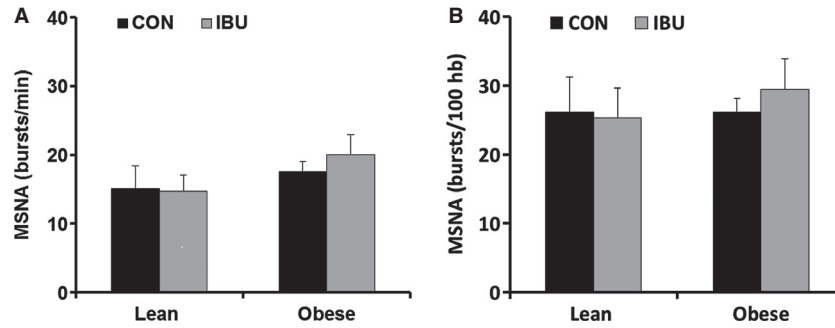 A
CON IBU
MSNA (bursts/min)
40
30
20
10
0
Lean Obese
B
CON IBU
MSNA (bursts/100 hb)
40
30
20
10
0
Lean Obese